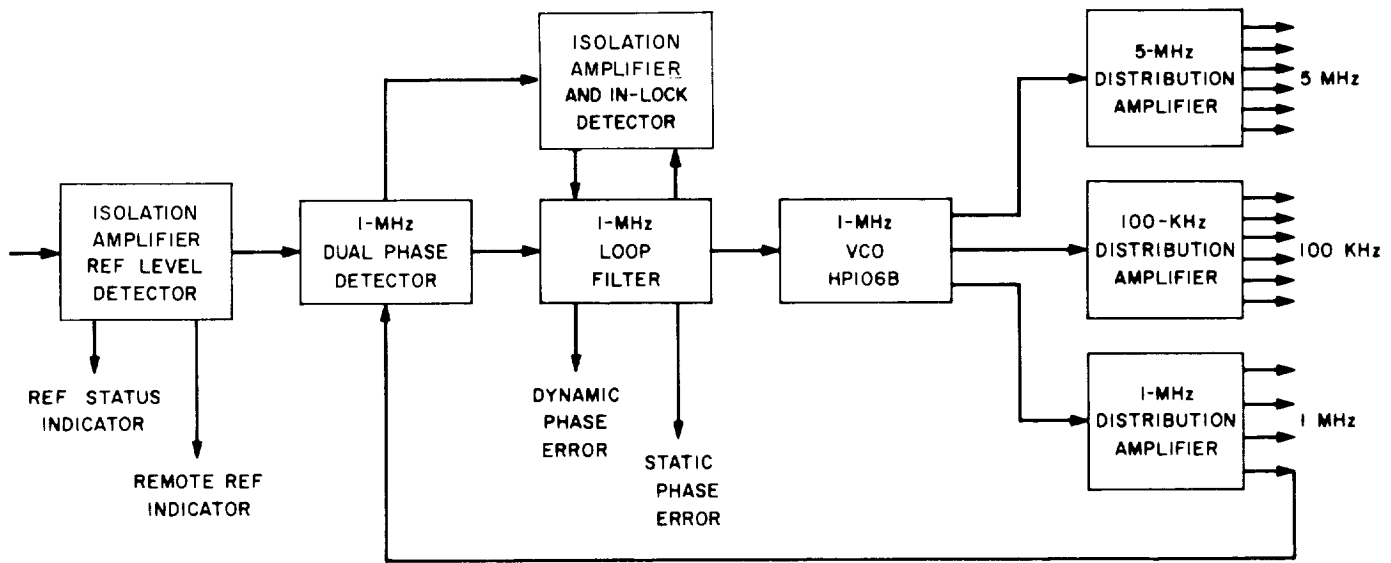 ISOLATION
AMPLIFIER
REF LEVEL
DETECTOR
REF STATUS
INDICATOR
REMOTE REF
INDICATOR
1-MHz
DUAL PHASE
DETECTOR
ISOLATION
AMPLIFIER
AND IN-LOCK
DETECTOR
1-MHz
LOOP
FILTER
DYNAMIC
PHASE
ERROR
STATIC
PHASE
ERROR
1-MHz
VCO
HP106B
5-MHz
DISTRIBUTION
AMPLIFIER
5 MHz
100-KHz
DISTRIBUTION
AMPLIFIER
100 KHz
1-MHz
DISTRIBUTION
AMPLIFIER
1 MHz